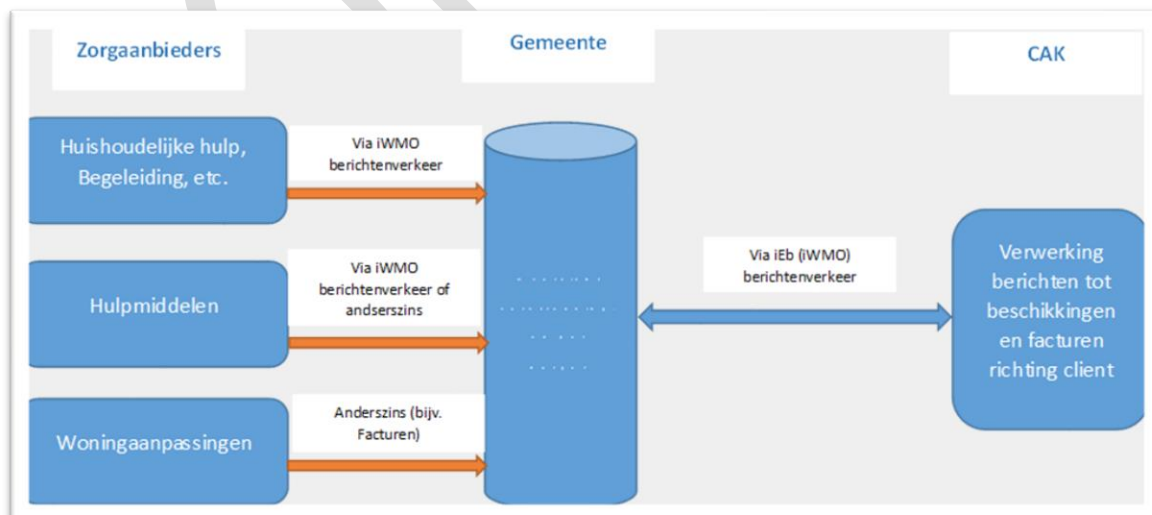 Zorgaanbieders
Gemeente
CAK
Huishoudelijke hulp,
Begeleiding, etc.
Via iWMO
berichtenverkeer
Hulpmiddelen
Via iWMO
berichtenverkeer of
andserszins
Woningaanpassingen
Anderszins (bijv.
Facturen)
Via iEb (iWMO)
berichtenverkeer
Verwerking
berichten tot
beschikkingen
en facturen
richting client